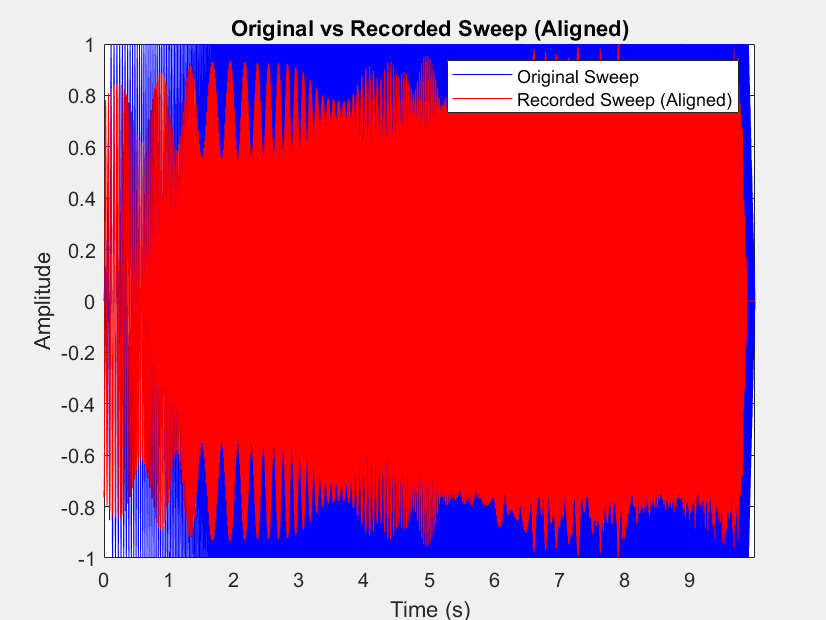 Original vs Recorded Sweep (Aligned)
Original Sweep
Recorded Sweep (Aligned)
1
0.8
0.6
0.4
0.2
0
-0.2
-0.4
-0.6
-0.8
-1
Amplitude
0 1 2 3 4 5 6 7 8 9
Time (s)